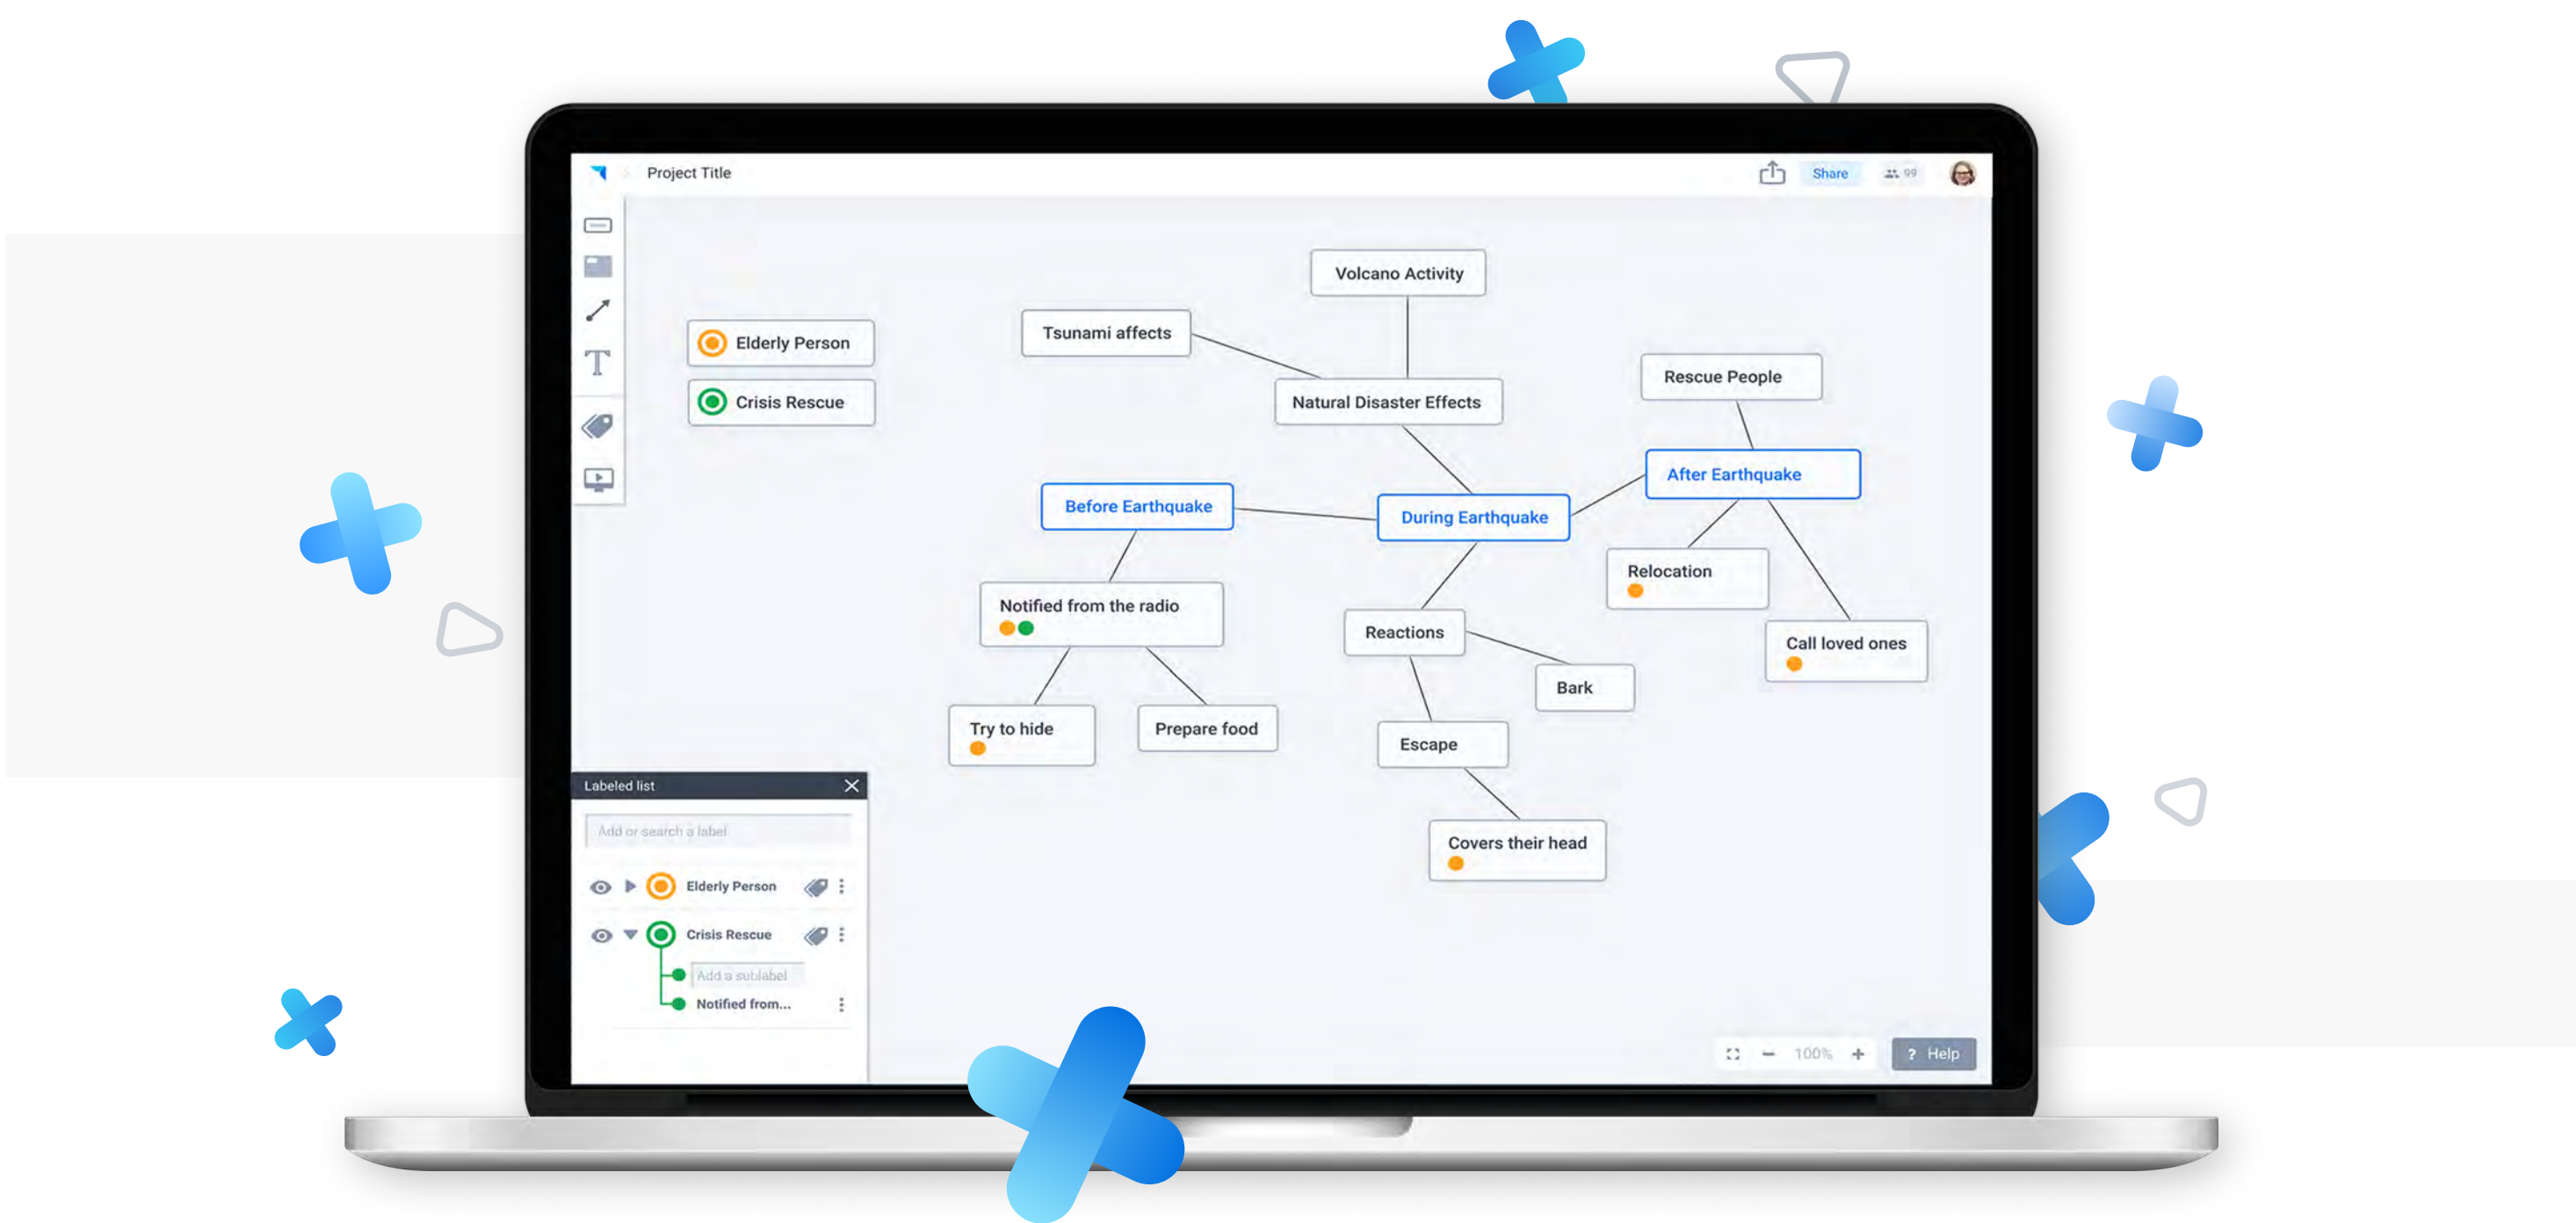 Project Title
Share
99
Volcano Activity
Tsunami affects
Elderly Person
Rescue People
Crisis Rescue
Natural Disaster Effects
After Earthquake
Before Earthquake
During Earthquake
Relocation
Notified from the radio
Reactions
Call loved ones
Bark
Try to hide
Prepare food
Escape
Covers their head
Labeled list
Add or search a label
Elderly Person
Crisis Rescue
Add a sublabel
Notified from...
100%
? Help